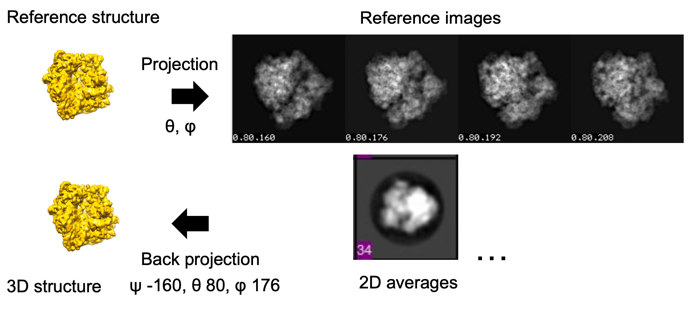 Reference structure
Reference images
Projection
θ, φ
0.80.160
0.80.176
0.80.192
0.80.208
34
Back projection
3D structure
ψ -160, θ 80, φ 176
2D averages
...